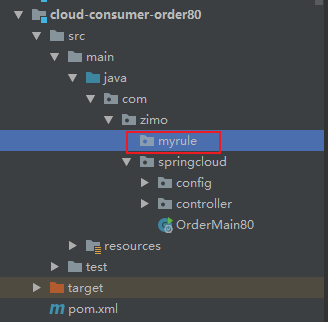 cloud-consumer-order80
src
main
java
com
zimo
myrule
springcloud
config
controller
OrderMain80
resources
test
target
pom.xml